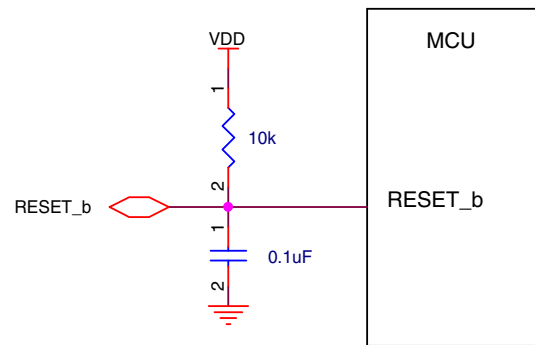 VDD
MCU
1
10k
2
RESET_b
RESET_b
1
0.1uF
2